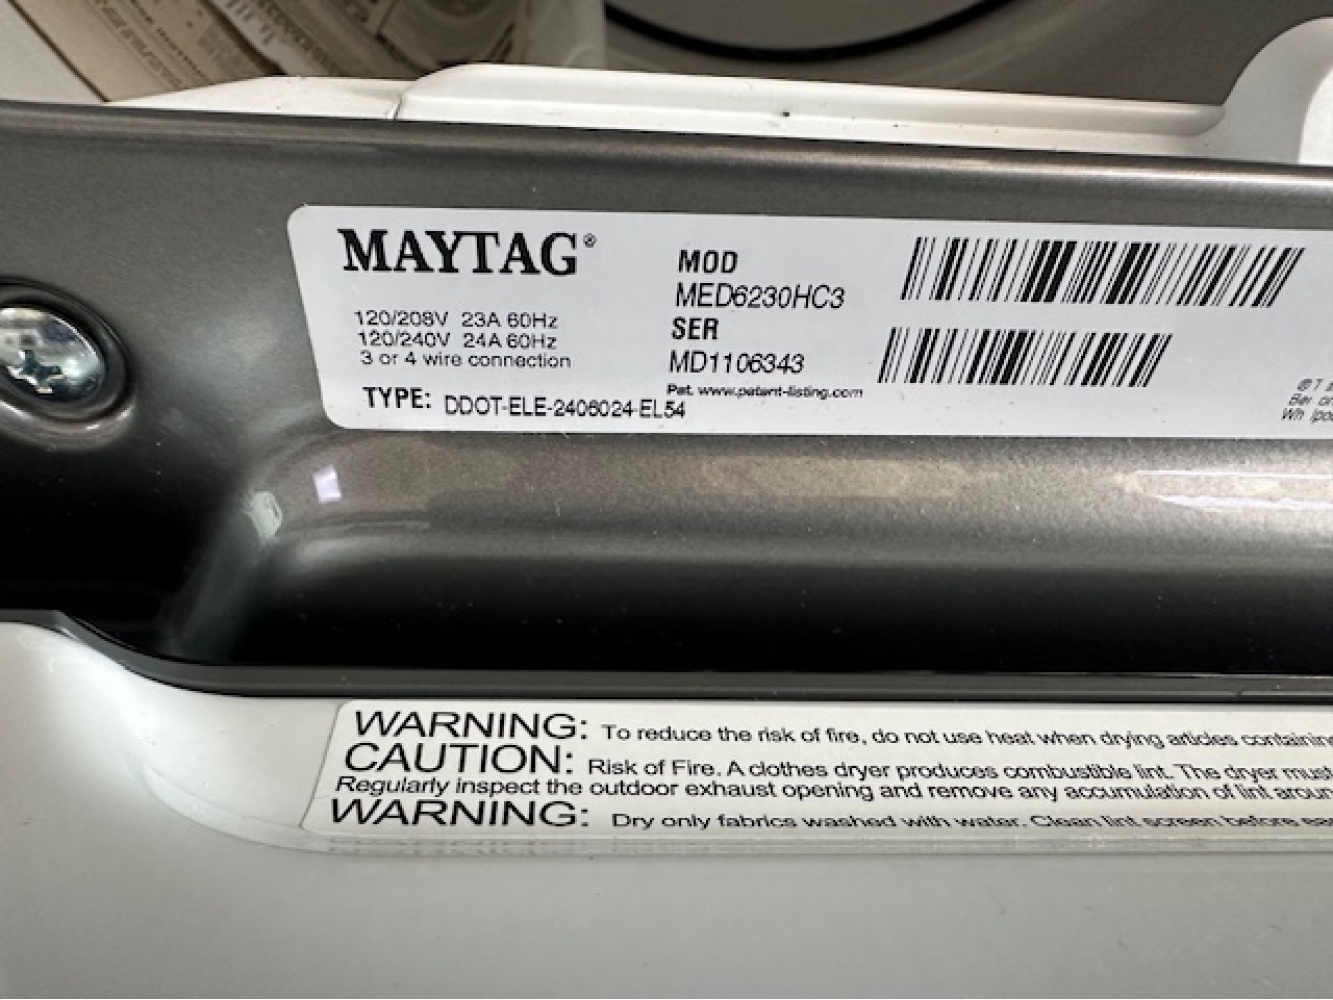 MAYTAG®
120/208V 23A 60Hz
120/240V 24A 60Hz
3 or 4 wire connection
TYPE: DDOT-ELE-2406024-EL54
MOD
MED6230HC3
SER
MD1106343
Pat. www.patent-listing.com
WARNING: To reduce the risk of fire, do not use heat when drying articles containing
CAUTION: Risk of Fire. A clothes dryer produces combustible lint. The dryer must
Regularly inspect the outdoor exhaust opening and remove any accumulation of lint
WARNING: Dry only fabrics washed with water. Clean lint screen before